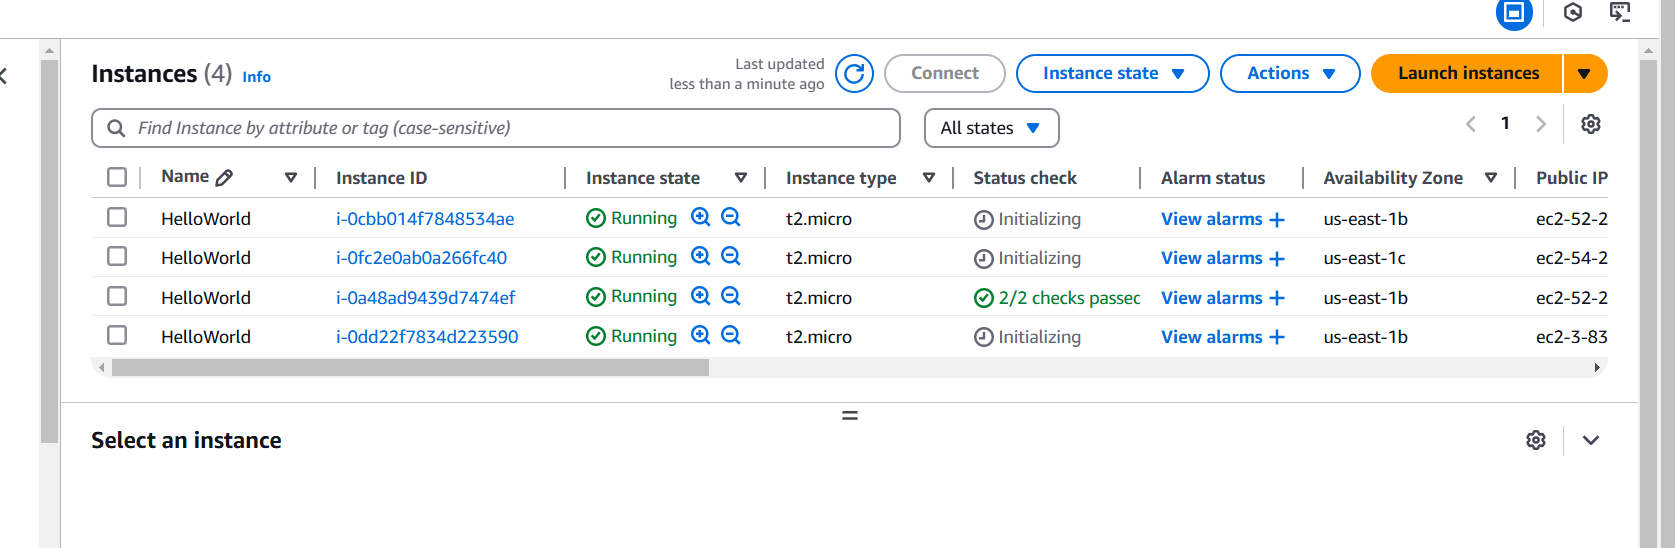 Instances (4) Info
Last updated
less than a minute ago
Connect
Instance state
Actions
Launch instances
Find Instance by attribute or tag (case-sensitive)
All states
1
Name Instance ID Instance state Instance type Status check Alarm status Availability Zone Public IP
HelloWorld i-0cbb014f7848534ae Running t2.micro Initializing View alarms + us-east-1b ec2-52-2
HelloWorld i-0fc2e0ab0a266fc40 Running t2.micro Initializing View alarms + us-east-1c ec2-54-2
HelloWorld i-0a48ad9439d7474ef Running t2.micro 2/2 checks passed View alarms + us-east-1b ec2-52-2
HelloWorld i-0dd22f7834d223590 Running t2.micro Initializing View alarms + us-east-1b ec2-3-83
Select an instance